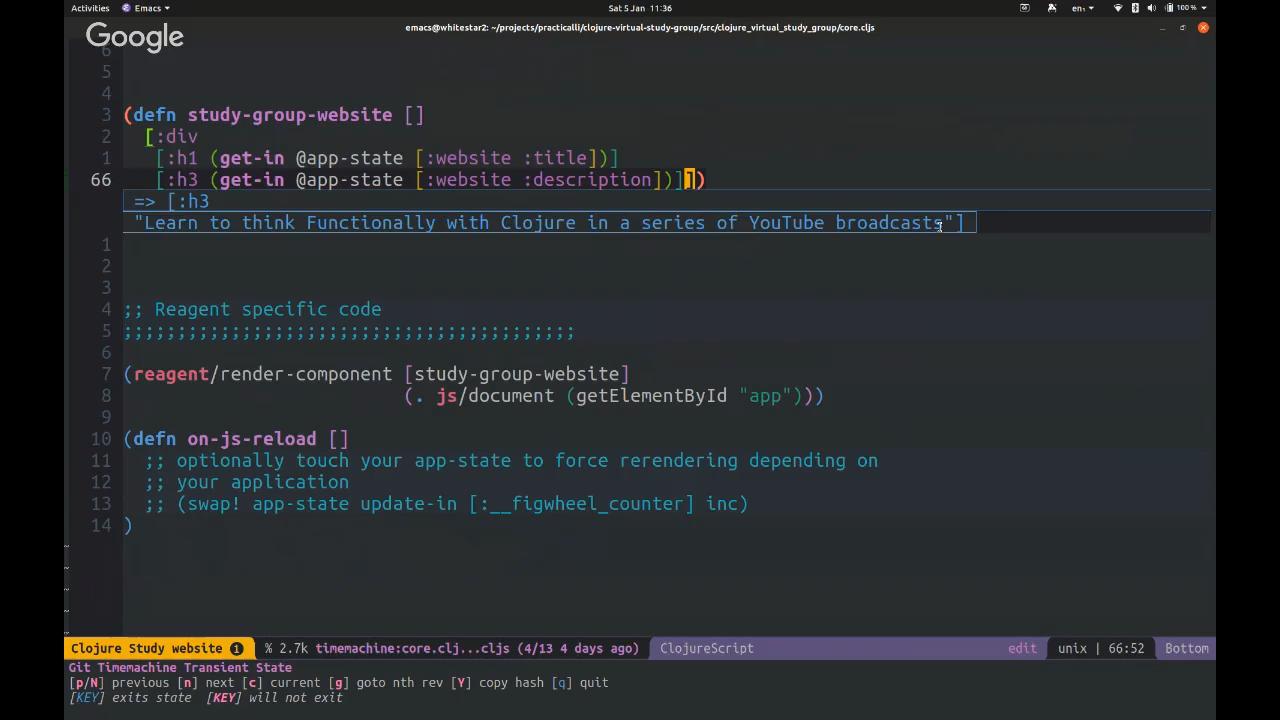 Activities Emacs Sat 5 Jan 11:36 en₁ 100 %
emacs@whitestar2: ~/projects/practicalli/clojure-virtual-study-group/src/clojure_virtual_study_group/core.cljs
Google
6
5
4
3 (defn study-group-website []
2 [:div
1 [:h1 (get-in @app-state [:website :title])]
66 [:h3 (get-in @app-state [:website :description])]])
=> [:h3
"Learn to think Functionally with Clojure in a series of YouTube broadcasts"]
1
2
3
4 ;; Reagent specific code
5 ;;;;;;;;;;;;;;;;;;;;;;;;;;;;;;;;;;;;;;;;;;
6
7 (reagent/render-component [study-group-website]
8 (. js/document (getElementById "app")))
9
10 (defn on-js-reload []
11 ;; optionally touch your app-state to force rerendering depending on
12 ;; your application
13 ;; (swap! app-state update-in [:__figwheel_counter] inc)
14 )
~
~
~
~
~
Clojure Study website 1 % 2.7k timemachine:core.clj...cljs (4/13 4 days ago) ClojureScript edit unix | 66:52 Bottom
Git Timemachine Transient State
[p/N] previous [n] next [c] current [g] goto nth rev [Y] copy hash [q] quit
[KEY] exits state [KEY] will not exit